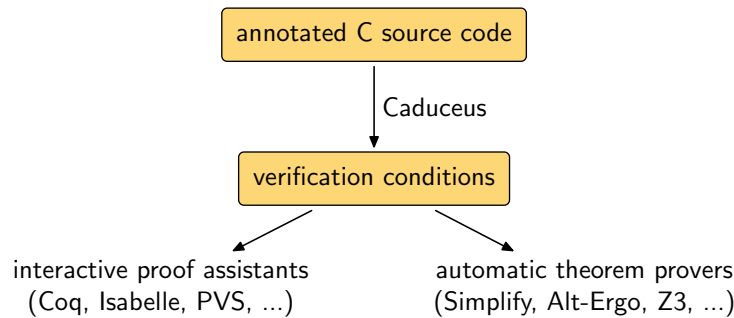 annotated C source code
Caduceus
verification conditions
interactive proof assistants
(Coq, Isabelle, PVS, ...)
automatic theorem provers
(Simplify, Alt-Ergo, Z3, ...)